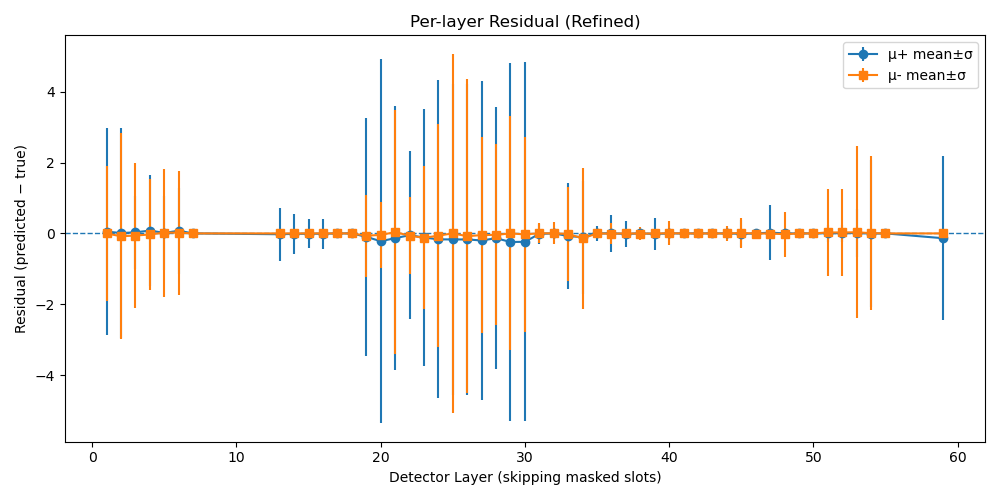 Per-layer Residual (Refined)
μ+ mean±σ
μ- mean±σ
Residual (predicted − true)
4
2
0
−2
−4
0
10
20
30
40
50
60
Detector Layer (skipping masked slots)